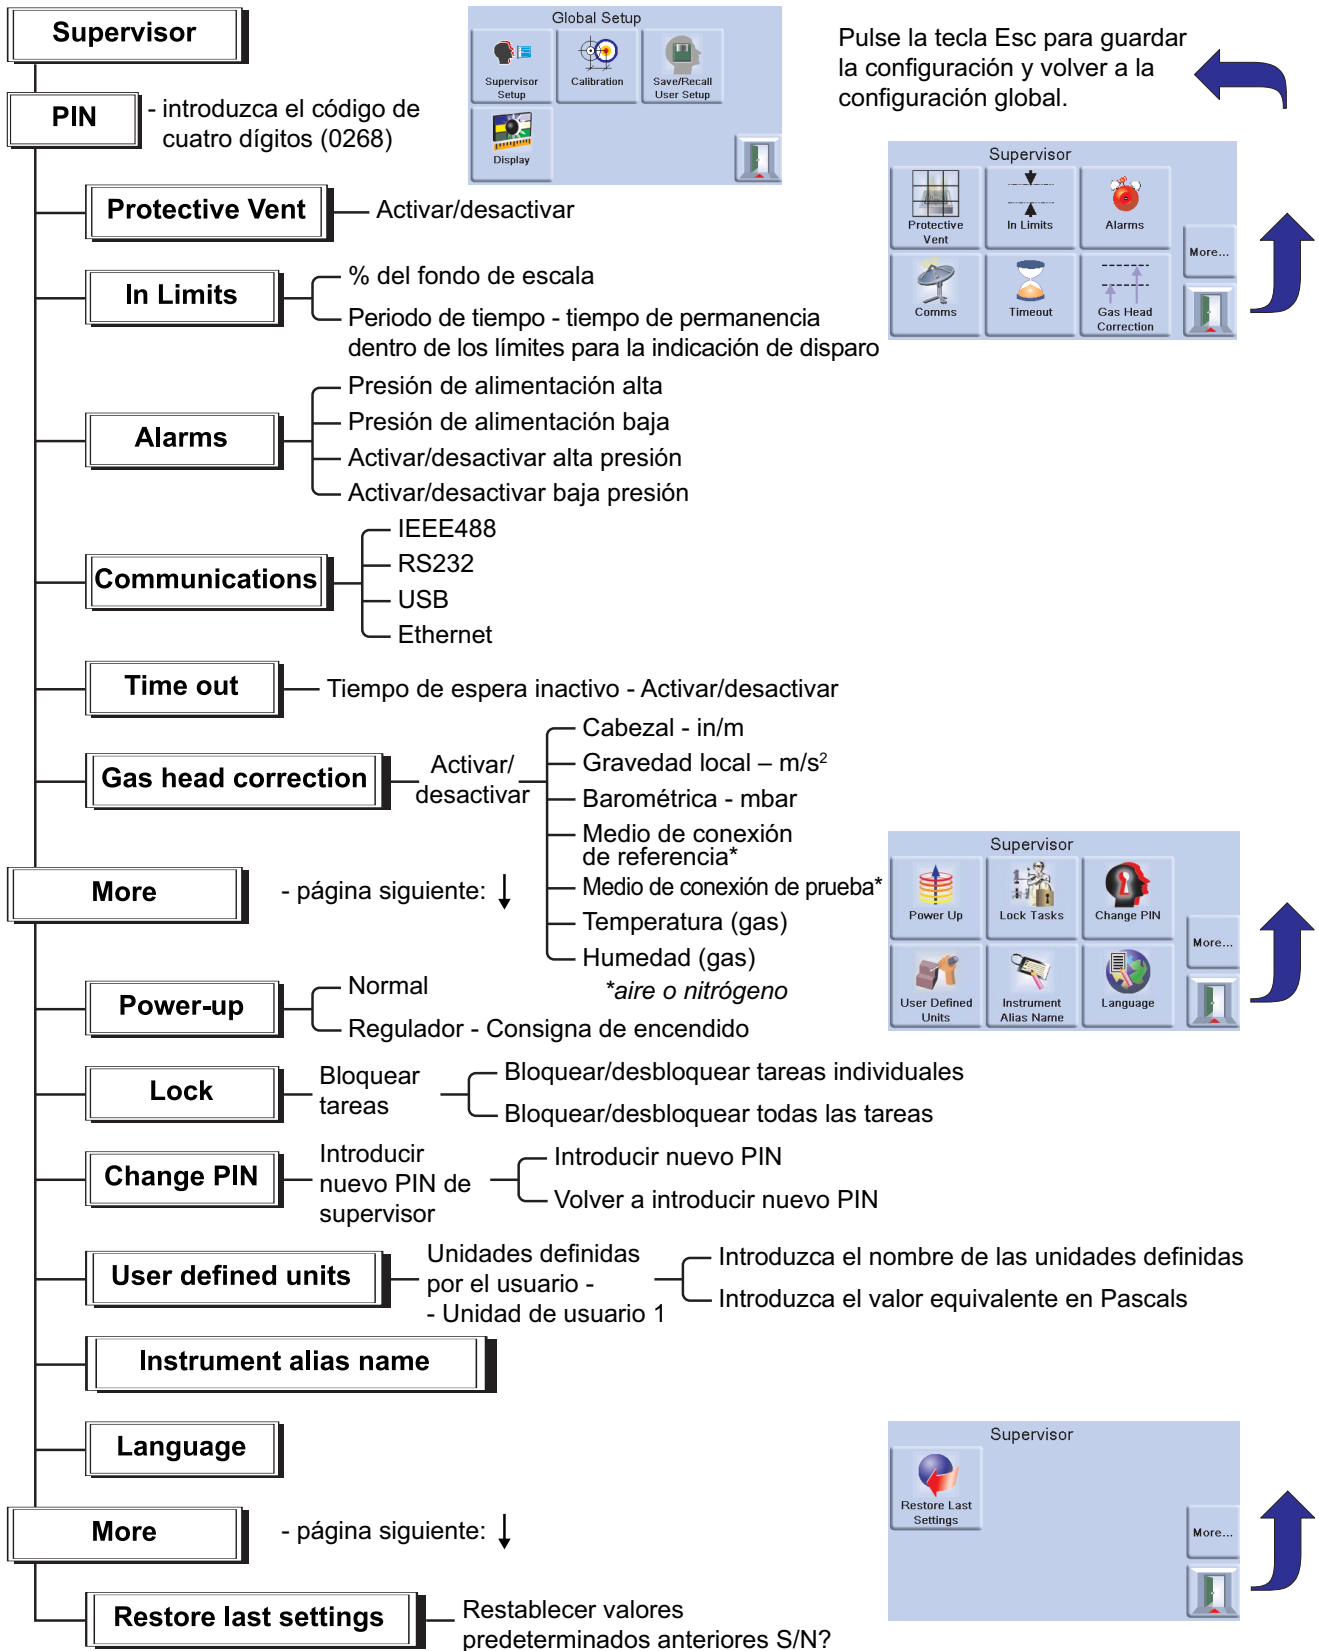 Supervisor
PIN
- introduzca el código de
cuatro dígitos (0268)
Global Setup
Supervisor
Setup
Calibration
Save/Recall
User Setup
Display
Pulse la tecla Esc para guardar
la configuración y volver a la
configuración global.
Protective Vent
Activar/desactivar
In Limits
% del fondo de escala
Periodo de tiempo - tiempo de permanencia
dentro de los límites para la indicación de disparo
Supervisor
Protective
Vent
In Limits
Alarms
More...
Comms
Timeout
Gas Head
Correction
Alarms
Presión de alimentación alta
Presión de alimentación baja
Activar/desactivar alta presión
Activar/desactivar baja presión
Communications
IEEE488
RS232
USB
Ethernet
Time out
Tiempo de espera inactivo - Activar/desactivar
Gas head correction
Activar/
desactivar
Cabezal - in/m
Gravedad local – m/s²
Barométrica - mbar
Medio de conexión
de referencia*
Medio de conexión de prueba*
Temperatura (gas)
Humedad (gas)
*aire o nitrógeno
More
- página siguiente:
Supervisor
Power Up
Lock Tasks
Change PIN
More...
User Defined
Units
Instrument
Alias Name
Language
Power-up
Normal
Regulador - Consigna de encendido
Lock
Bloquear
tareas
Bloquear/desbloquear tareas individuales
Bloquear/desbloquear todas las tareas
Change PIN
Introducir
nuevo PIN de
supervisor
Introducir nuevo PIN
Volver a introducir nuevo PIN
User defined units
Unidades definidas
por el usuario -
- Unidad de usuario 1
Introduzca el nombre de las unidades definidas
Introduzca el valor equivalente en Pascals
Instrument alias name
Language
More
- página siguiente:
Supervisor
Restore Last
Settings
More...
Restore last settings
Restablecer valores
predeterminados anteriores S/N?